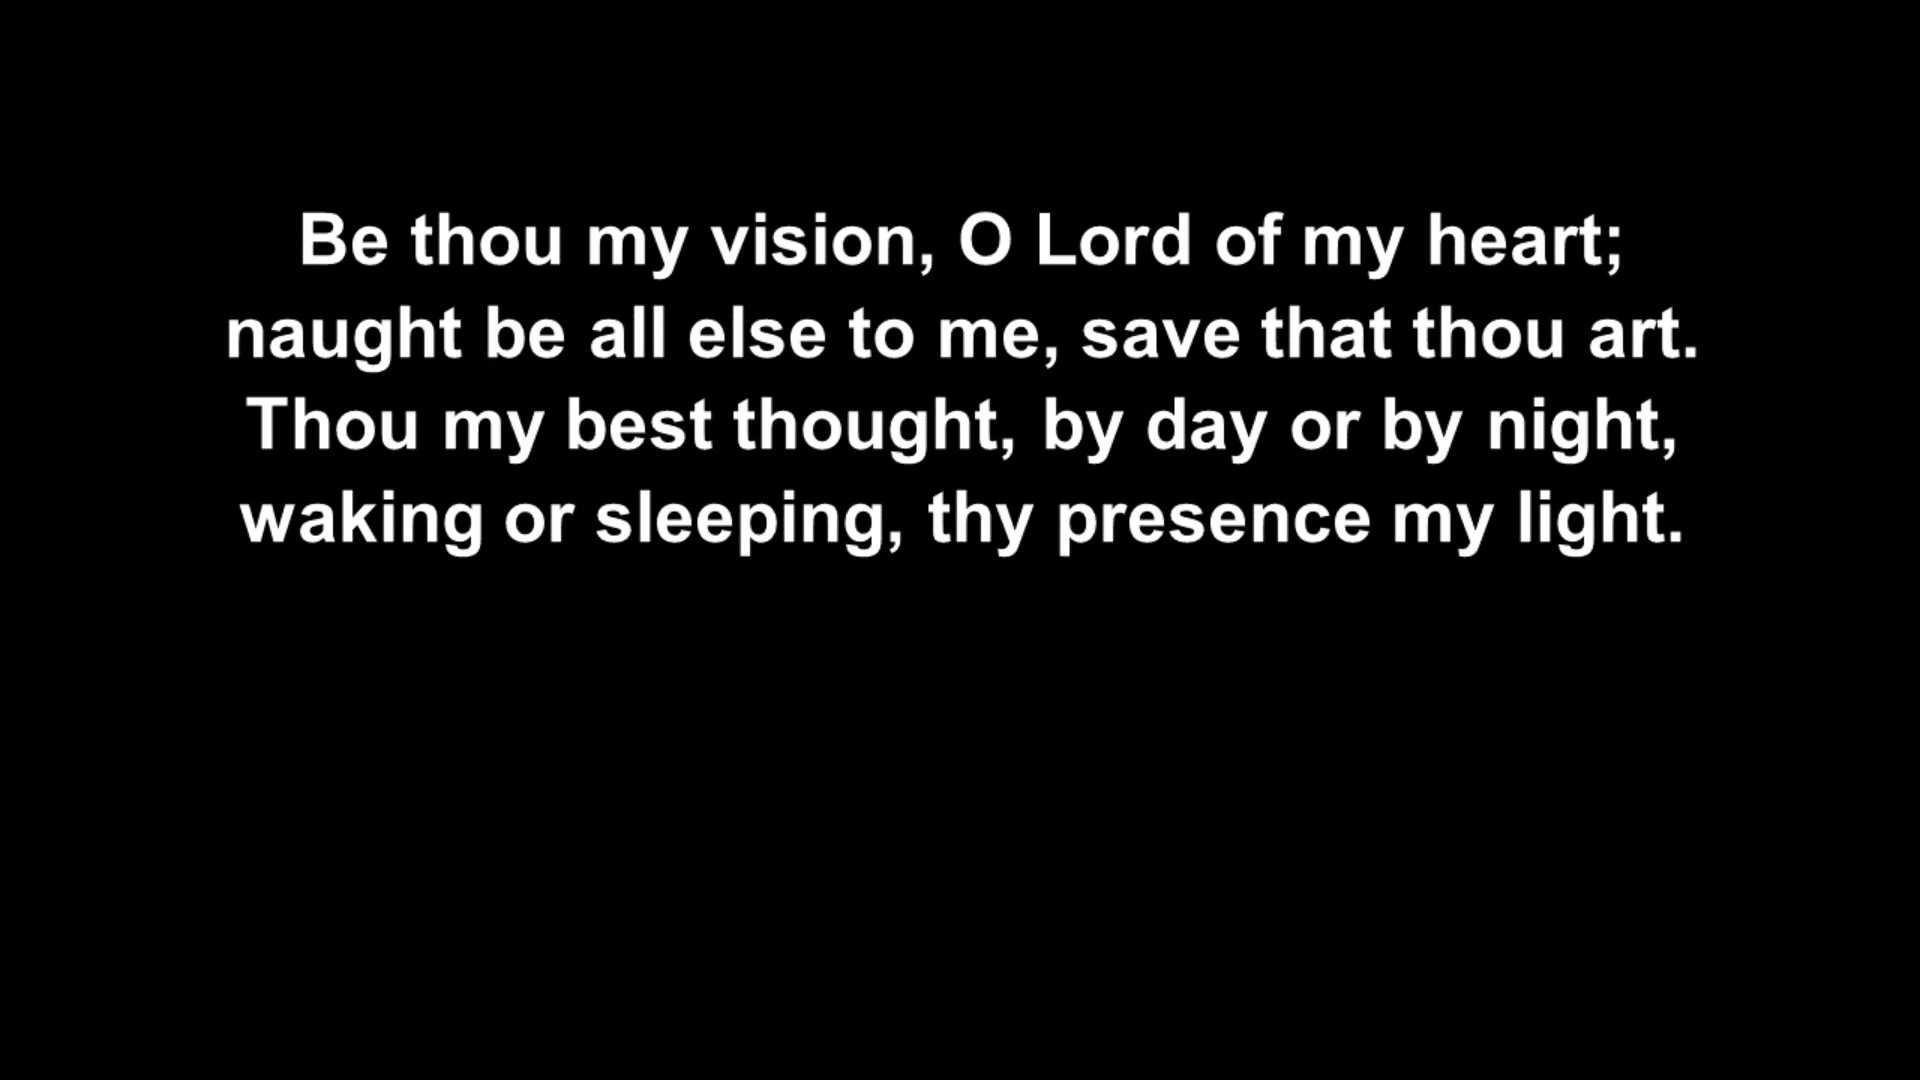 Be thou my vision, O Lord of my heart;
naught be all else to me, save that thou art.
Thou my best thought, by day or by night,
waking or sleeping, thy presence my light.